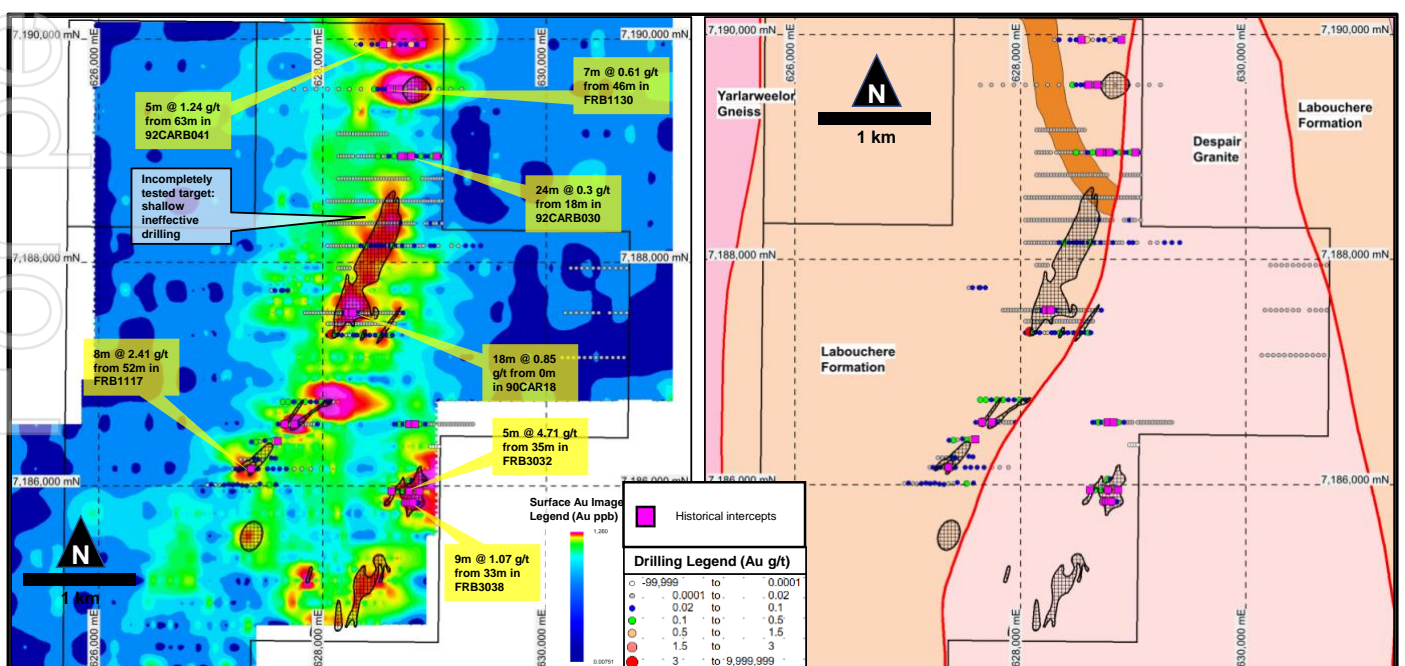 7,190,000 mN
626,000 mE
628,000 mE
630,000 mE
5m @ 1.24 g/t
from 63m in
92CARB041
7m @ 0.61 g/t
from 46m in
FRB1130
Incompletely
tested target:
shallow
ineffective
drilling
24m @ 0.3 g/t
from 18m in
92CARB030
7,188,000 mN
8m @ 2.41 g/t
from 52m in
FRB1117
18m @ 0.85
g/t from 0m
in 90CAR18
5m @ 4.71 g/t
from 35m in
FRB3032
7,186,000 mN
7,186,000 mN
9m @ 1.07 g/t
from 33m in
FRB3038
N
1 km
626,000 mE
628,000 mE
630,000 mE
Surface Au Image
Legend (Au ppb)
1,260
0.00751
Historical intercepts
Drilling Legend (Au g/t)
-99,999 to 0.0001
0.0001 to 0.02
0.02 to 0.1
0.1 to 0.5
0.5 to 1.5
1.5 to 3
3 to 9,999,999
7,190,000 mN
7,190,000 mN
626,000 mE
628,000 mE
630,000 mE
Yarlarweelor
Gneiss
N
1 km
Labouchere
Formation
Despair
Granite
7,188,000 mN
7,188,000 mN
Labouchere
Formation
7,186,000 mN
7,186,000 mN
628,000 mE
630,000 mE